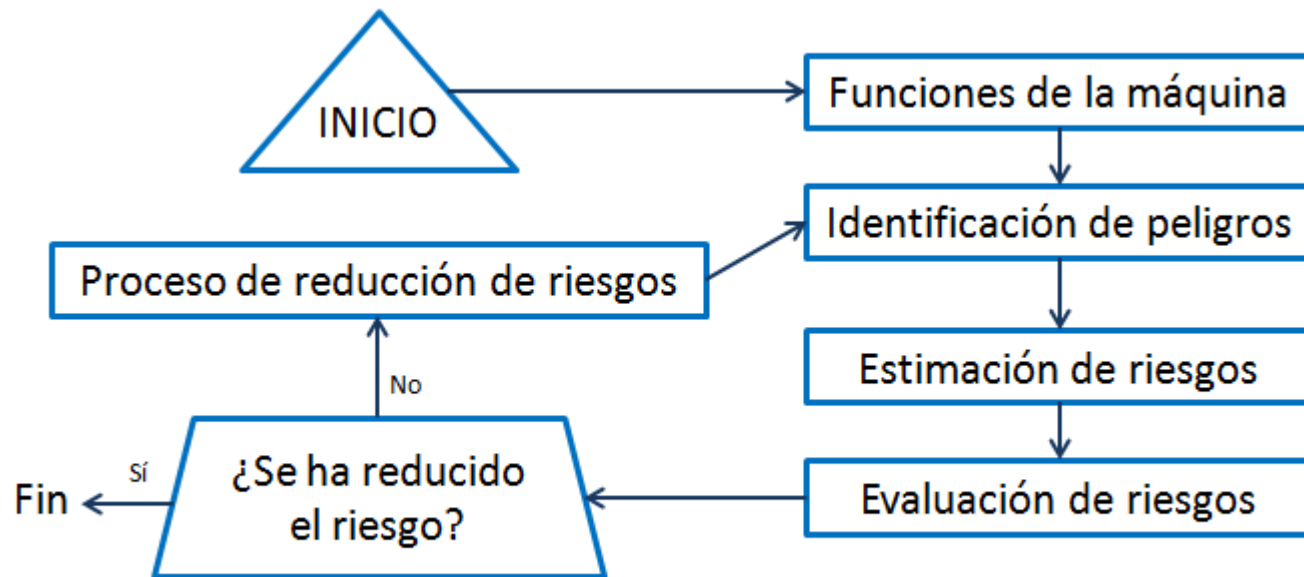 INICIO
Funciones de la máquina
Identificación de peligros
Proceso de reducción de riesgos
Estimación de riesgos
No
¿Se ha reducido
el riesgo?
Sí
Fin
Evaluación de riesgos